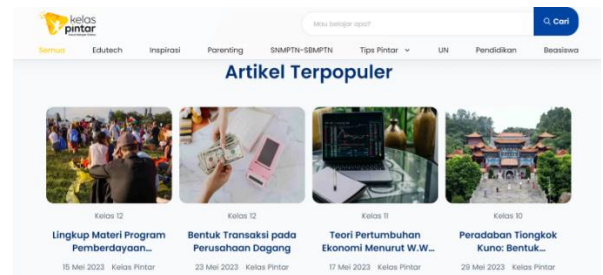 kelas
pintar
Mau belajar apa?
Cari
Semua Edutech Inspirasi Parenting SNMPTN-SBMPTN Tips Pintar UN Pendidikan Beasiswa
Artikel Terpopuler
Kelas 12
Lingkup Materi Program
Pemberdayaan...
15 Mei 2023 Kelas Pintar
Kelas 12
Bentuk Transaksi pada
Perusahaan Dagang
23 Mei 2023 Kelas Pintar
Kelas 11
Teori Pertumbuhan
Ekonomi Menurut W.W...
17 Mei 2023 Kelas Pintar
Kelas 10
Peradaban Tiongkok
Kuno: Bentuk...
29 Mei 2023 Kelas Pintar